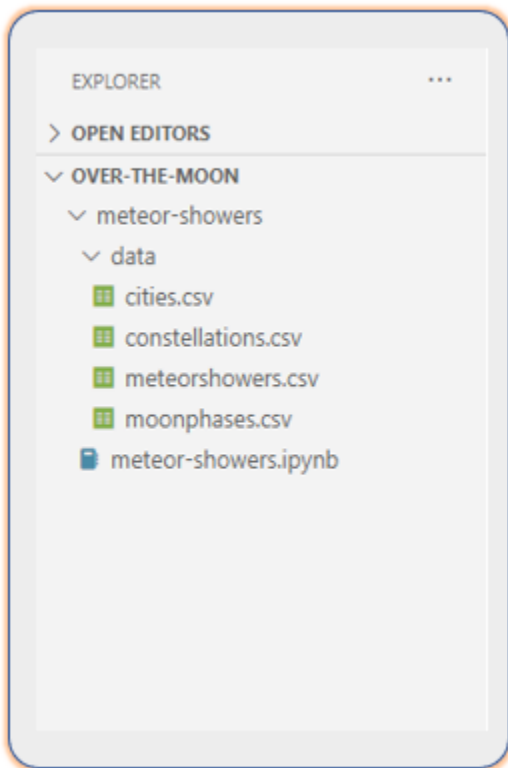 EXPLORER
OPEN EDITORS
OVER-THE-MOON
meteor-showers
data
cities.csv
constellations.csv
meteorshowers.csv
moonphases.csv
meteor-showers.ipynb